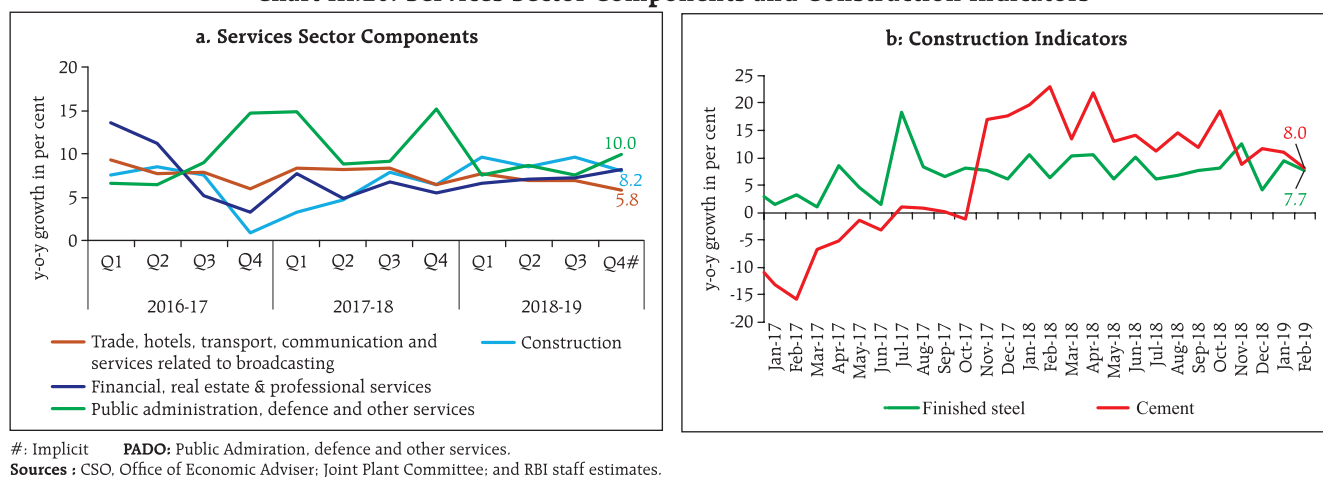 a. Services Sector Components
y-o-y growth in per cent
20
15
10
5
0
10.0
8.2
5.8
Q1 Q2 Q3 Q4 Q1 Q2 Q3 Q4 Q1 Q2 Q3 Q4#
2016-17 2017-18 2018-19
Trade, hotels, transport, communication and
services related to broadcasting
Construction
Financial, real estate & professional services
Public administration, defence and other services
b: Construction Indicators
y-o-y growth in per cent
25
20
15
10
5
0
-5
-10
-15
-20
8.0
7.7
Jan-17 Feb-17 Mar-17 Apr-17 May-17 Jun-17 Jul-17 Aug-17 Sep-17 Oct-17 Nov-17 Dec-17 Jan-18 Feb-18 Mar-18 Apr-18 May-18 Jun-18 Jul-18 Aug-18 Sep-18 Oct-18 Nov-18 Dec-18 Jan-19 Feb-19
Finished steel Cement
#: Implicit PADO: Public Admiration, defence and other services.
Sources : CSO, Office of Economic Adviser; Joint Plant Committee; and RBI staff estimates.